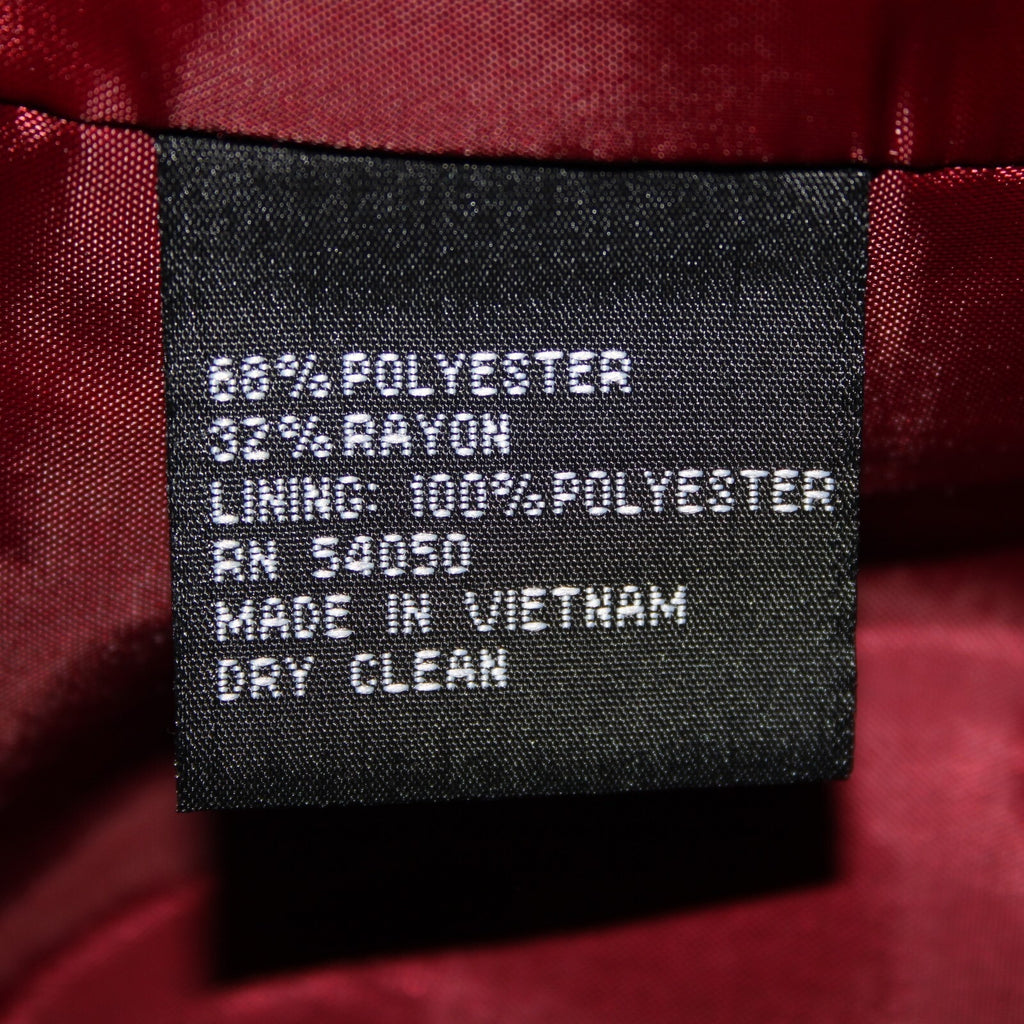 68% POLYESTER
32% RAYON
LINING: 100% POLYESTER
RN 54050
MADE IN VIETNAM
DRY CLEAN